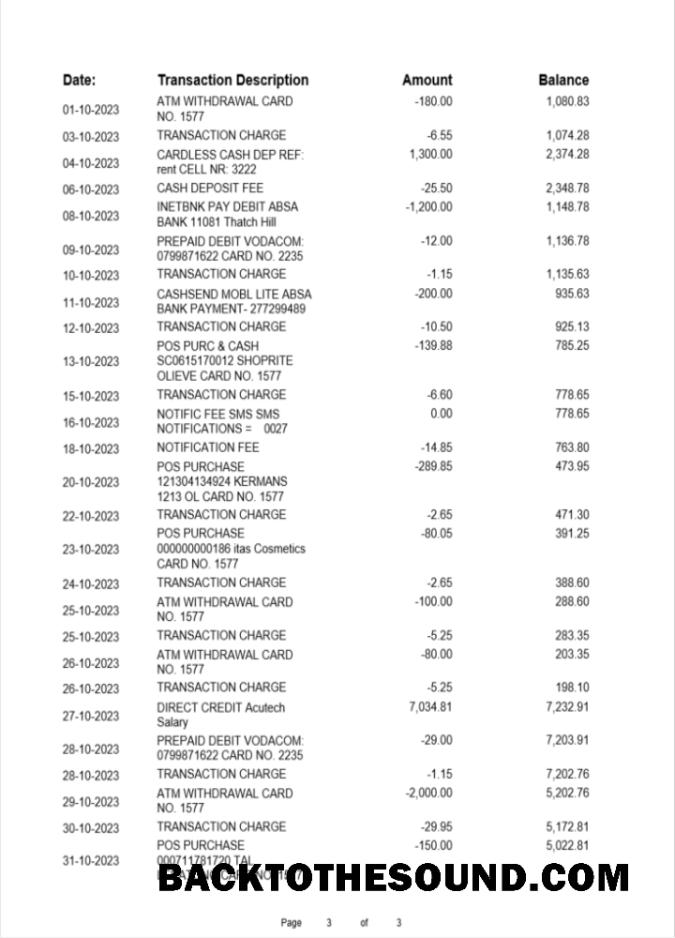 Date: Transaction Description Amount Balance
01-10-2023 ATM WITHDRAWAL CARD -180.00 1,080.83
NO. 1577
03-10-2023 TRANSACTION CHARGE -6.55 1,074.28
04-10-2023 CARDLESS CASH DEP REF: 1,300.00 2,374.28
rent CELL NR: 3222
06-10-2023 CASH DEPOSIT FEE -25.50 2,348.78
08-10-2023 INETBNK PAY DEBIT ABSA -1,200.00 1,148.78
BANK 11081 Thatch Hill
09-10-2023 PREPAID DEBIT VODACOM: -12.00 1,136.78
0799871622 CARD NO. 2235
10-10-2023 TRANSACTION CHARGE -1.15 1,135.63
11-10-2023 CASHSEND MOBL LITE ABSA -200.00 935.63
BANK PAYMENT- 277299489
12-10-2023 TRANSACTION CHARGE -10.50 925.13
POS PURC & CASH -139.88 785.25
13-10-2023 SC0615170012 SHOPRITE
OLIEVE CARD NO. 1577
15-10-2023 TRANSACTION CHARGE -6.60 778.65
16-10-2023 NOTIFIC FEE SMS SMS 0.00 778.65
NOTIFICATIONS = 0027
18-10-2023 NOTIFICATION FEE -14.85 763.80
POS PURCHASE -289.85 473.95
20-10-2023 121304134924 KERMANS
1213 OL CARD NO. 1577
22-10-2023 TRANSACTION CHARGE -2.65 471.30
POS PURCHASE -80.05 391.25
23-10-2023 000000000186 itas Cosmetics
CARD NO. 1577
24-10-2023 TRANSACTION CHARGE -2.65 388.60
25-10-2023 ATM WITHDRAWAL CARD -100.00 288.60
NO. 1577
25-10-2023 TRANSACTION CHARGE -5.25 283.35
26-10-2023 ATM WITHDRAWAL CARD -80.00 203.35
NO. 1577
26-10-2023 TRANSACTION CHARGE -5.25 198.10
27-10-2023 DIRECT CREDIT Acutech 7,034.81 7,232.91
Salary
28-10-2023 PREPAID DEBIT VODACOM: -29.00 7,203.91
0799871622 CARD NO. 2235
28-10-2023 TRANSACTION CHARGE -1.15 7,202.76
29-10-2023 ATM WITHDRAWAL CARD -2,000.00 5,202.76
NO. 1577
30-10-2023 TRANSACTION CHARGE -29.95 5,172.81
POS PURCHASE -150.00 5,022.81
31-10-2023 000711781720 TAL
BACKTOTHESOUND.COM
Page 3 of 3